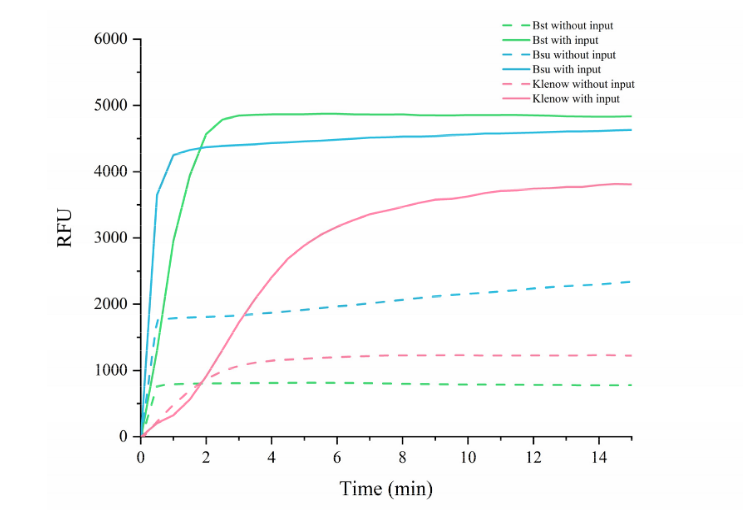 Bst without input
Bst with input
Bsu without input
Bsu with input
Klenow without input
Klenow with input
6000
5000
4000
3000
2000
1000
0
RFU
0 2 4 6 8 10 12 14
Time (min)